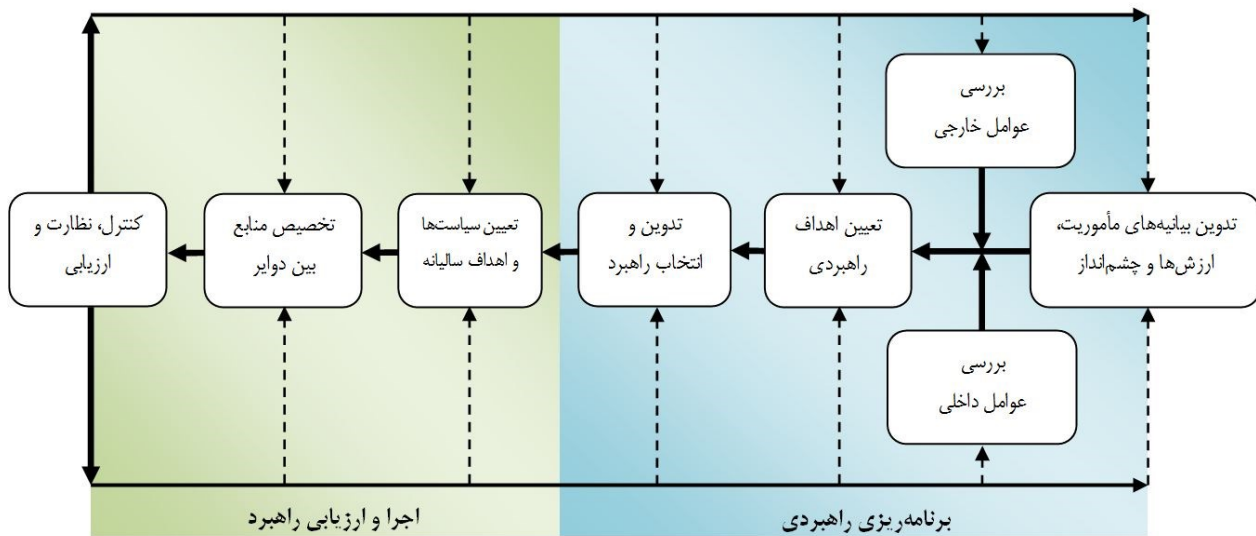 بررسی
عوامل خارجی
تدوین بیانیه‌های مأموریت،
ارزش‌ها و چشم‌انداز
تعیین اهداف
راهبردی
تدوین و
انتخاب راهبرد
تعیین سیاست‌ها
و اهداف سالیانه
تخصیص منابع
بین دوایر
کنترل، نظارت و
ارزیابی
بررسی
عوامل داخلی
برنامه‌ریزی راهبردی
اجرا و ارزیابی راهبرد